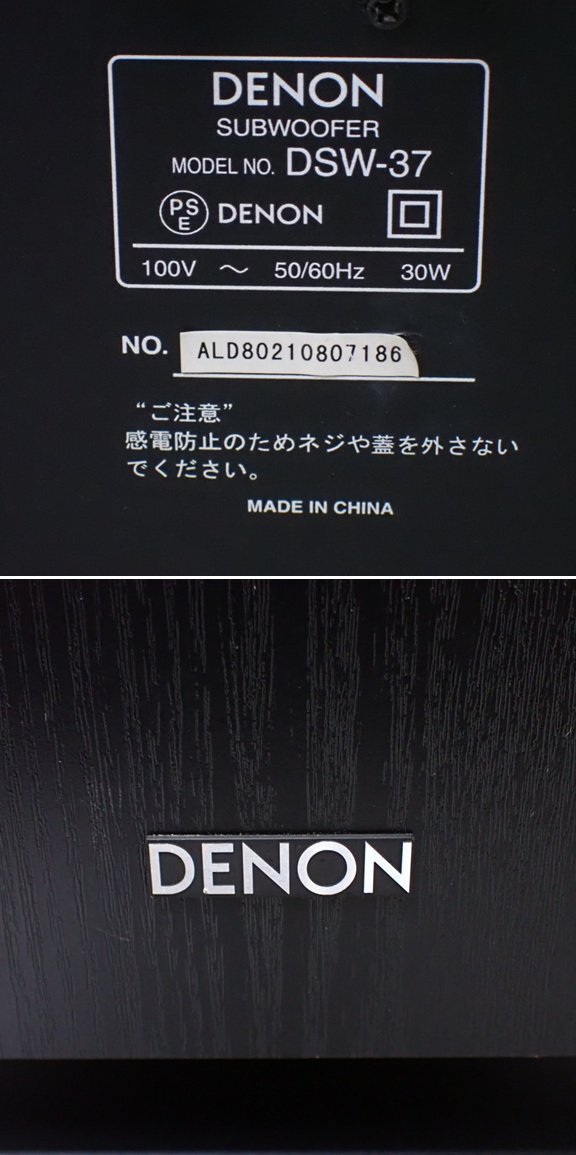 DENON
SUBWOOFER
MODEL NO. DSW-37
PSE DENON
100V ～ 50/60Hz 30W
NO. ALD80210807186
“ご注意”
感電防止のためネジや蓋を外さない
でください。
MADE IN CHINA
DENON